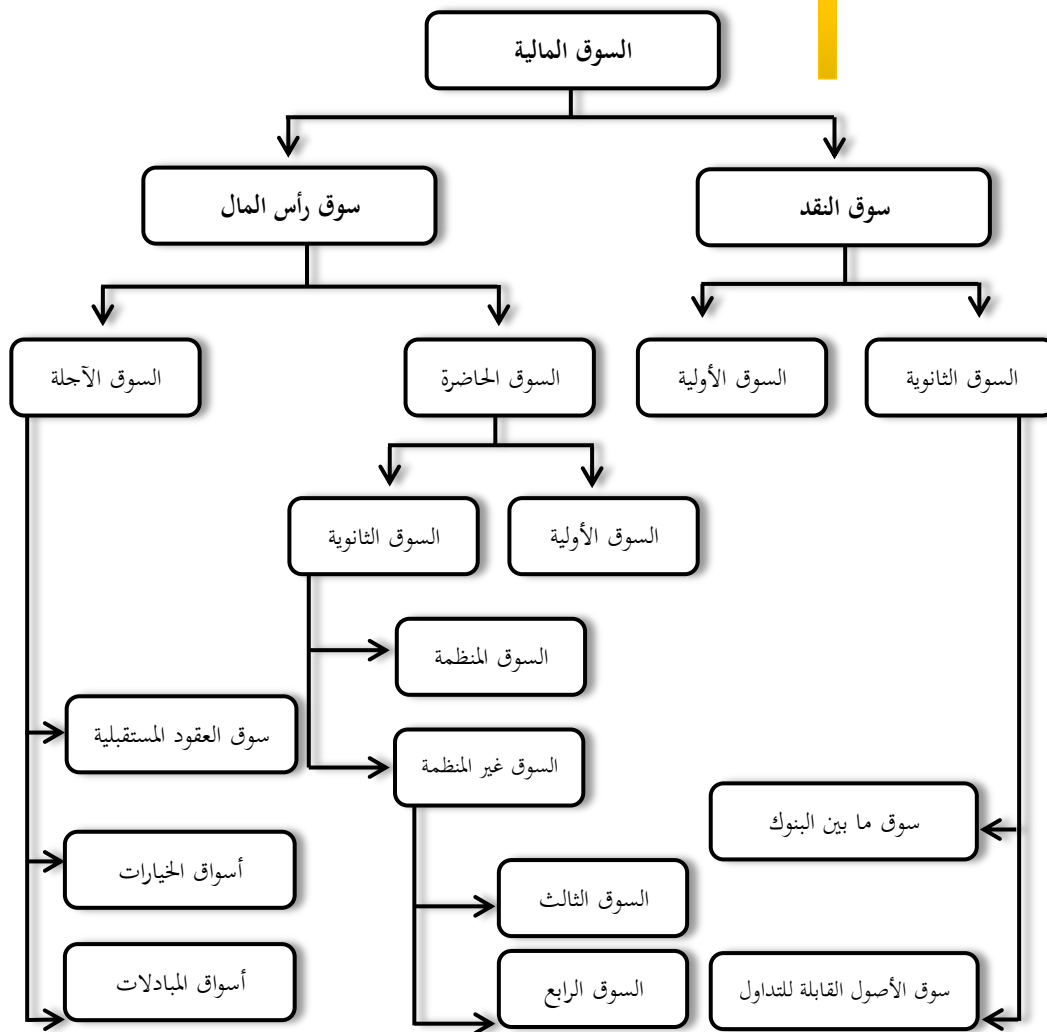 السوق المالية
سوق النقد
سوق رأس المال
السوق الثانوية
السوق الأولية
السوق الحاضرة
السوق الآجلة
السوق الأولية
السوق الثانوية
السوق المنظمة
سوق العقود المستقبلية
السوق غير المنظمة
سوق ما بين البنوك
أسواق الخيارات
السوق الثالث
سوق الأصول القابلة للتداول
السوق الرابع
أسواق المبادلات